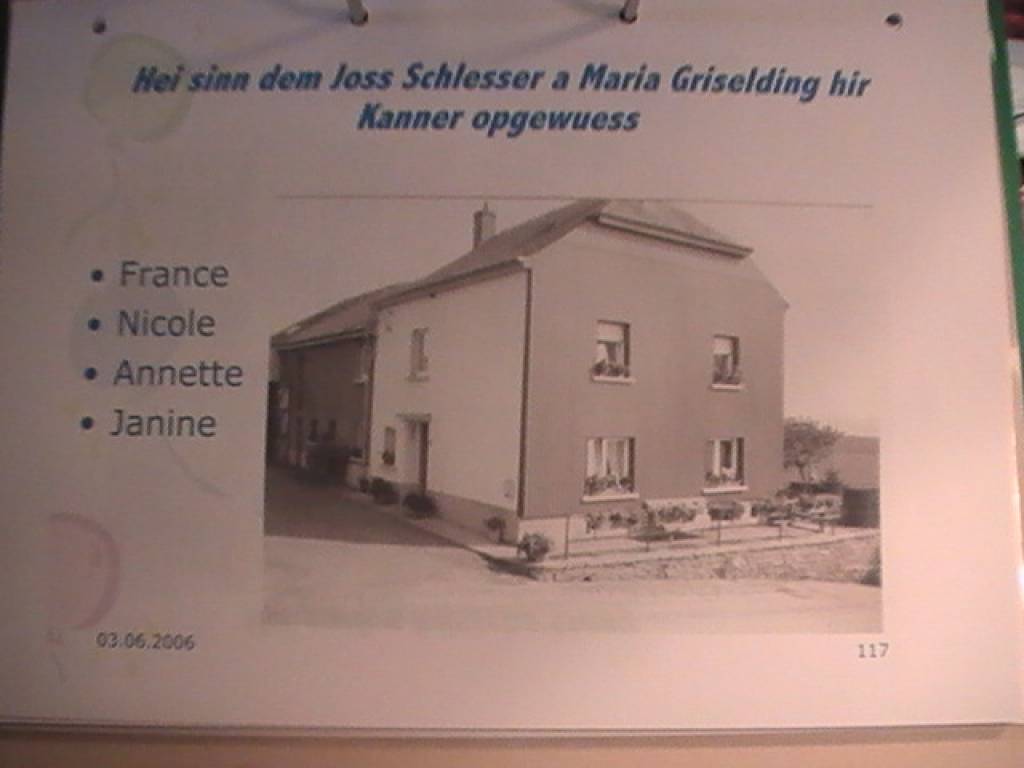 Hei sinn dem Joss Schlesser a Maria Griselding hir
Kanner opgewuess
• France
• Nicole
• Annette
• Janine
03.06.2006
117